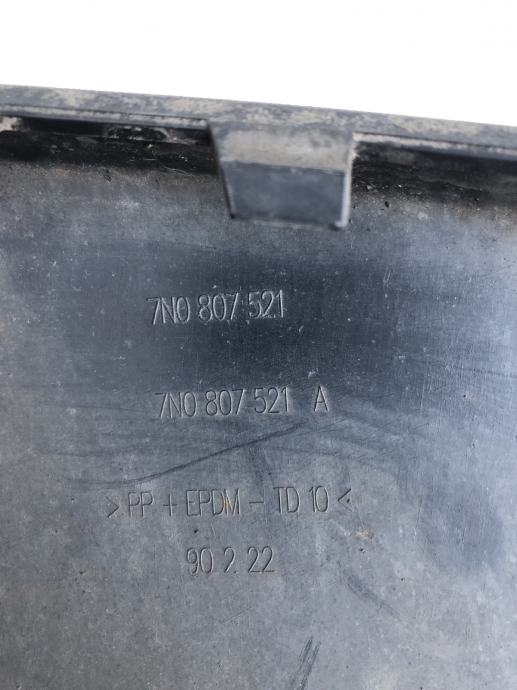 7N0 807 521
7N0 807 521 A
>PP + EPDM - TD 10<
90 2 22